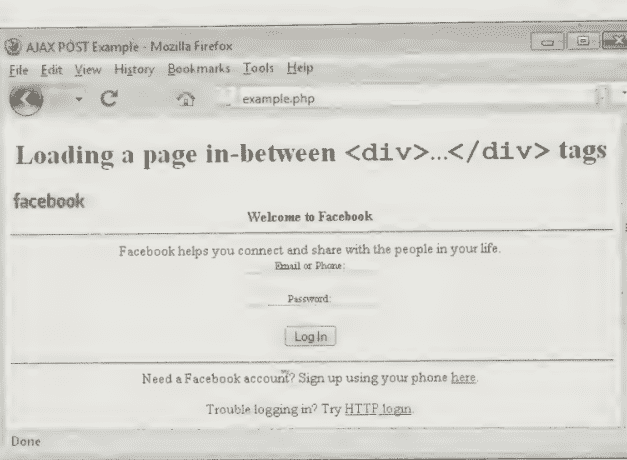 AJAX POST Example - Mozilla Firefox
File Edit View History Bookmarks Tools Help
example.php
Loading a page in-between <div>...</div> tags
facebook
Welcome to Facebook
Facebook helps you connect and share with the people in your life.
Email or Phone:
Password:
Log In
Need a Facebook account? Sign up using your phone here.
Trouble logging in? Try HTTP login.
Done